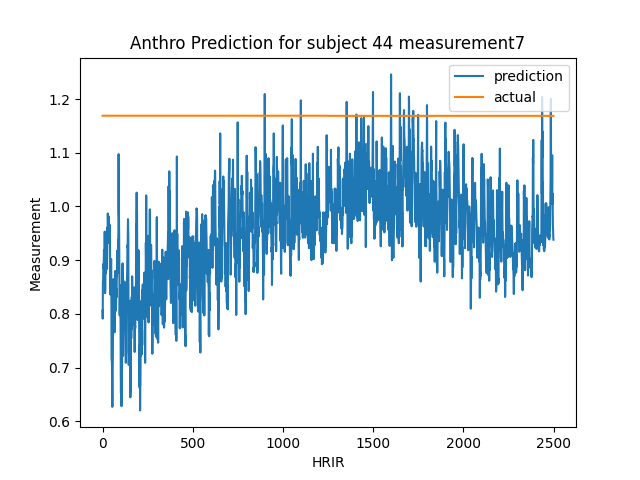 Anthro Prediction for subject 44 measurement7
prediction
actual
Measurement
1.2
1.1
1.0
0.9
0.8
0.7
0.6
0
500
1000
1500
2000
2500
HRIR